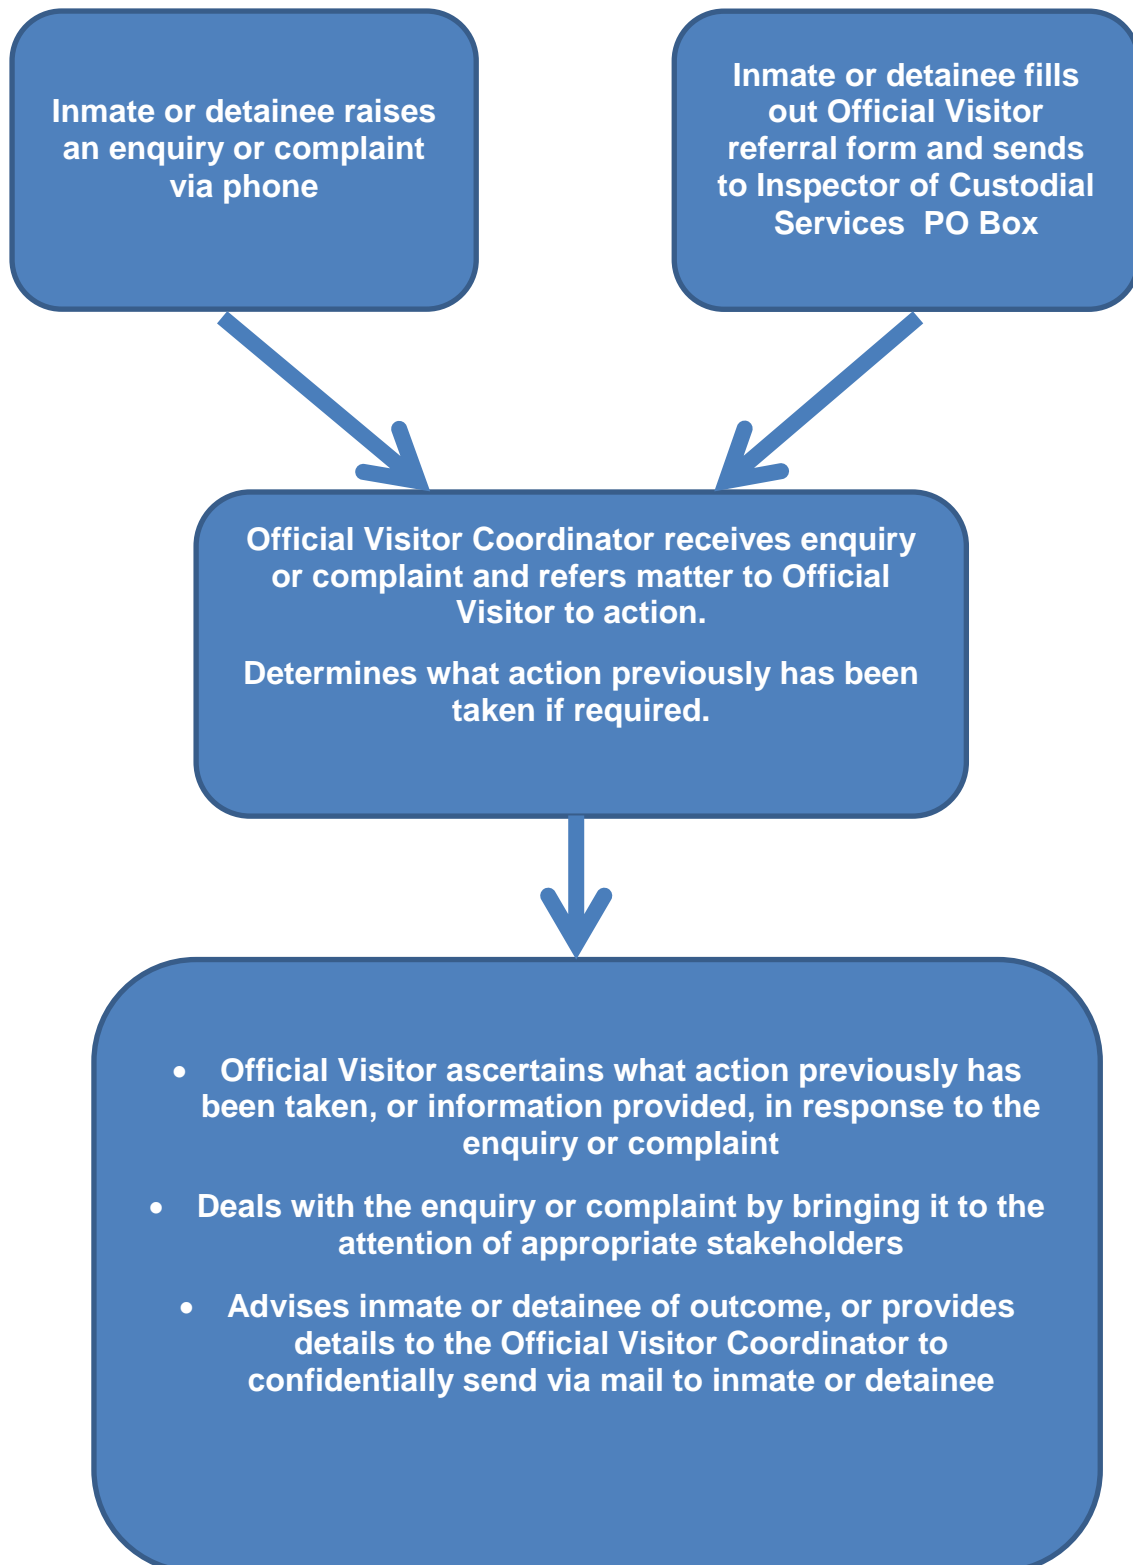 Inmate or detainee raises
an enquiry or complaint
via phone
Inmate or detainee fills
out Official Visitor
referral form and sends
to Inspector of Custodial
Services  PO Box
Official Visitor Coordinator receives enquiry
or complaint and refers matter to Official
Visitor to action.
Determines what action previously has been
taken if required.
• Official Visitor ascertains what action previously has
been taken, or information provided, in response to the
enquiry or complaint
• Deals with the enquiry or complaint by bringing it to the
attention of appropriate stakeholders
• Advises inmate or detainee of outcome, or provides
details to the Official Visitor Coordinator to
confidentially send via mail to inmate or detainee